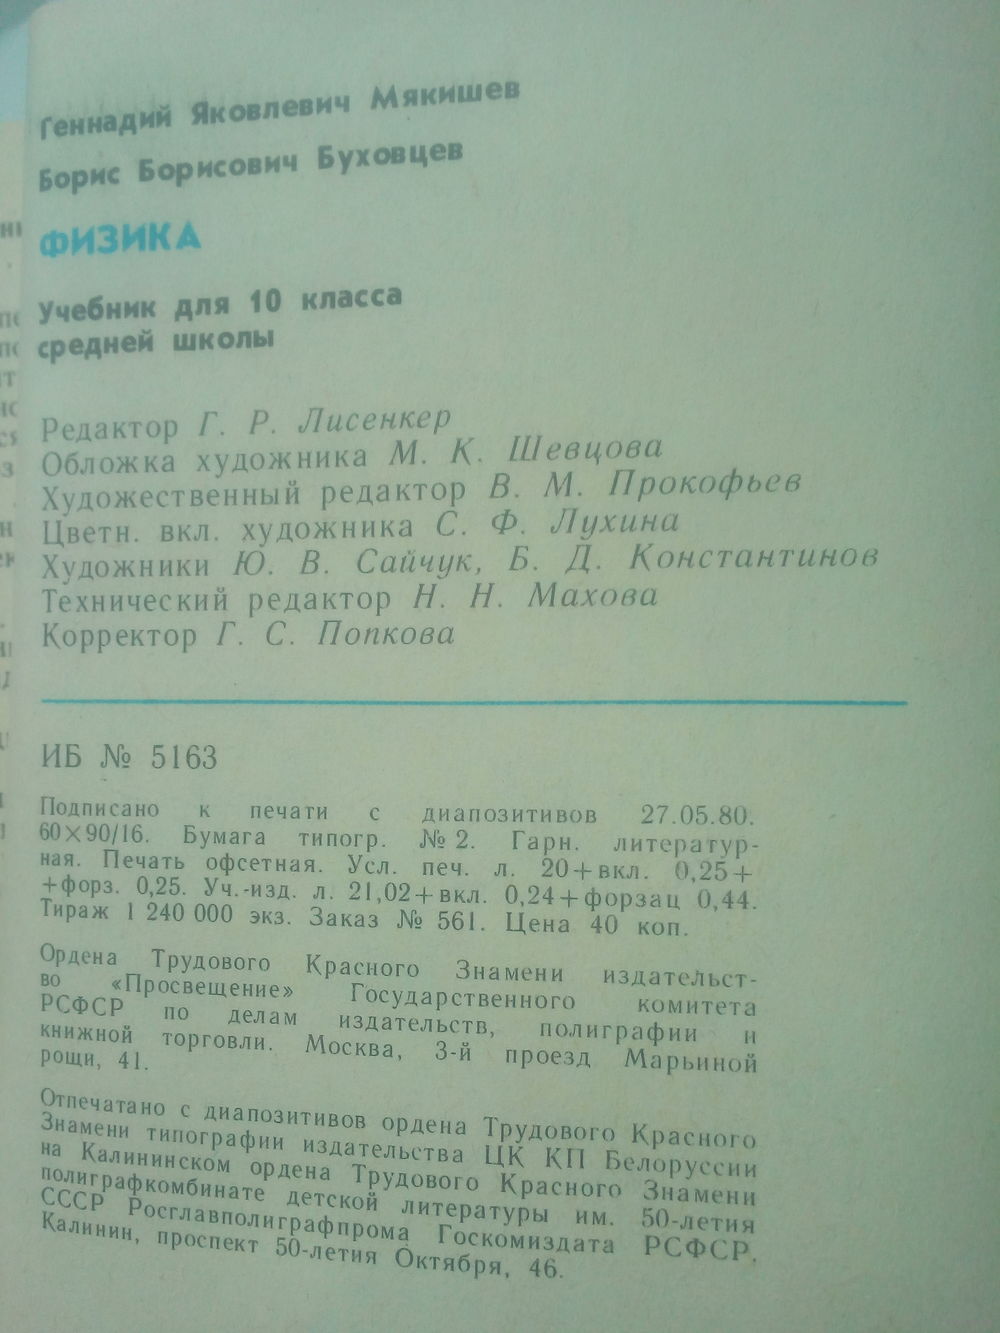 Геннадий Яковлевич Мякишев
Борис Борисович Буховцев
ФИЗИКА
Учебник для 10 класса
средней школы
Редактор Г. Р. Лисенкер
Обложка художника М. К. Шевцова
Художественный редактор В. М. Прокофьев
Цветн. вкл. художника С. Ф. Лухина
Художники Ю. В. Сайчук, Б. Д. Константинов
Технический редактор Н. Н. Махова
Корректор Г. С. Попкова
ИБ № 5163
Подписано к печати с диапозитивов 27.05.80.
60×90/16. Бумага типогр. № 2. Гарн. литератур-
ная. Печать офсетная. Усл. печ. л. 20+вкл. 0,25+
+форз. 0,25. Уч.-изд. л. 21,02+вкл. 0,24+форзац 0,44.
Тираж 1 240 000 экз. Заказ № 561. Цена 40 коп.
Ордена Трудового Красного Знамени издательст-
во «Просвещение» Государственного комитета
РСФСР по делам издательств, полиграфии и
книжной торговли. Москва, 3-й проезд Марьиной
рощи, 41.
Отпечатано с диапозитивов ордена Трудового Красного
Знамени типографии издательства ЦК КП Белоруссии
на Калининском ордена Трудового Красного Знамени
полиграфкомбинате детской литературы им. 50-летия
СССР Росглавполиграфпрома Госкомиздата РСФСР.
Калинин, проспект 50-летия Октября, 46.